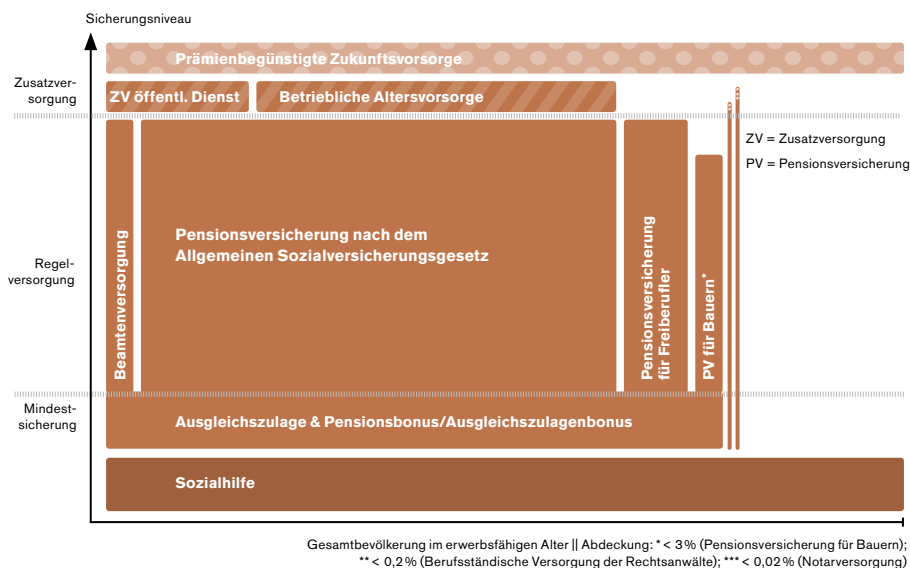 Sicherungsniveau
Prämienbegünstigte Zukunftsvorsorge
Zusatzver-
sorgung
ZV öffentl. Dienst
Betriebliche Altersvorsorge
ZV = Zusatzversorgung
PV = Pensionsversicherung
Regel-
versorgung
Beamtenversorgung
Pensionsversicherung nach dem
Allgemeinen Sozialversicherungsgesetz
Pensionsversicherung
für Freiberufler
PV für Bauern*
**
***
Mindest-
sicherung
Ausgleichszulage & Pensionsbonus/Ausgleichszulagenbonus
Sozialhilfe
Gesamtbevölkerung im erwerbsfähigen Alter || Abdeckung: * < 3 % (Pensionsversicherung für Bauern);
** < 0,2 % (Berufsständische Versorgung der Rechtsanwälte); *** < 0,02 % (Notarversorgung)